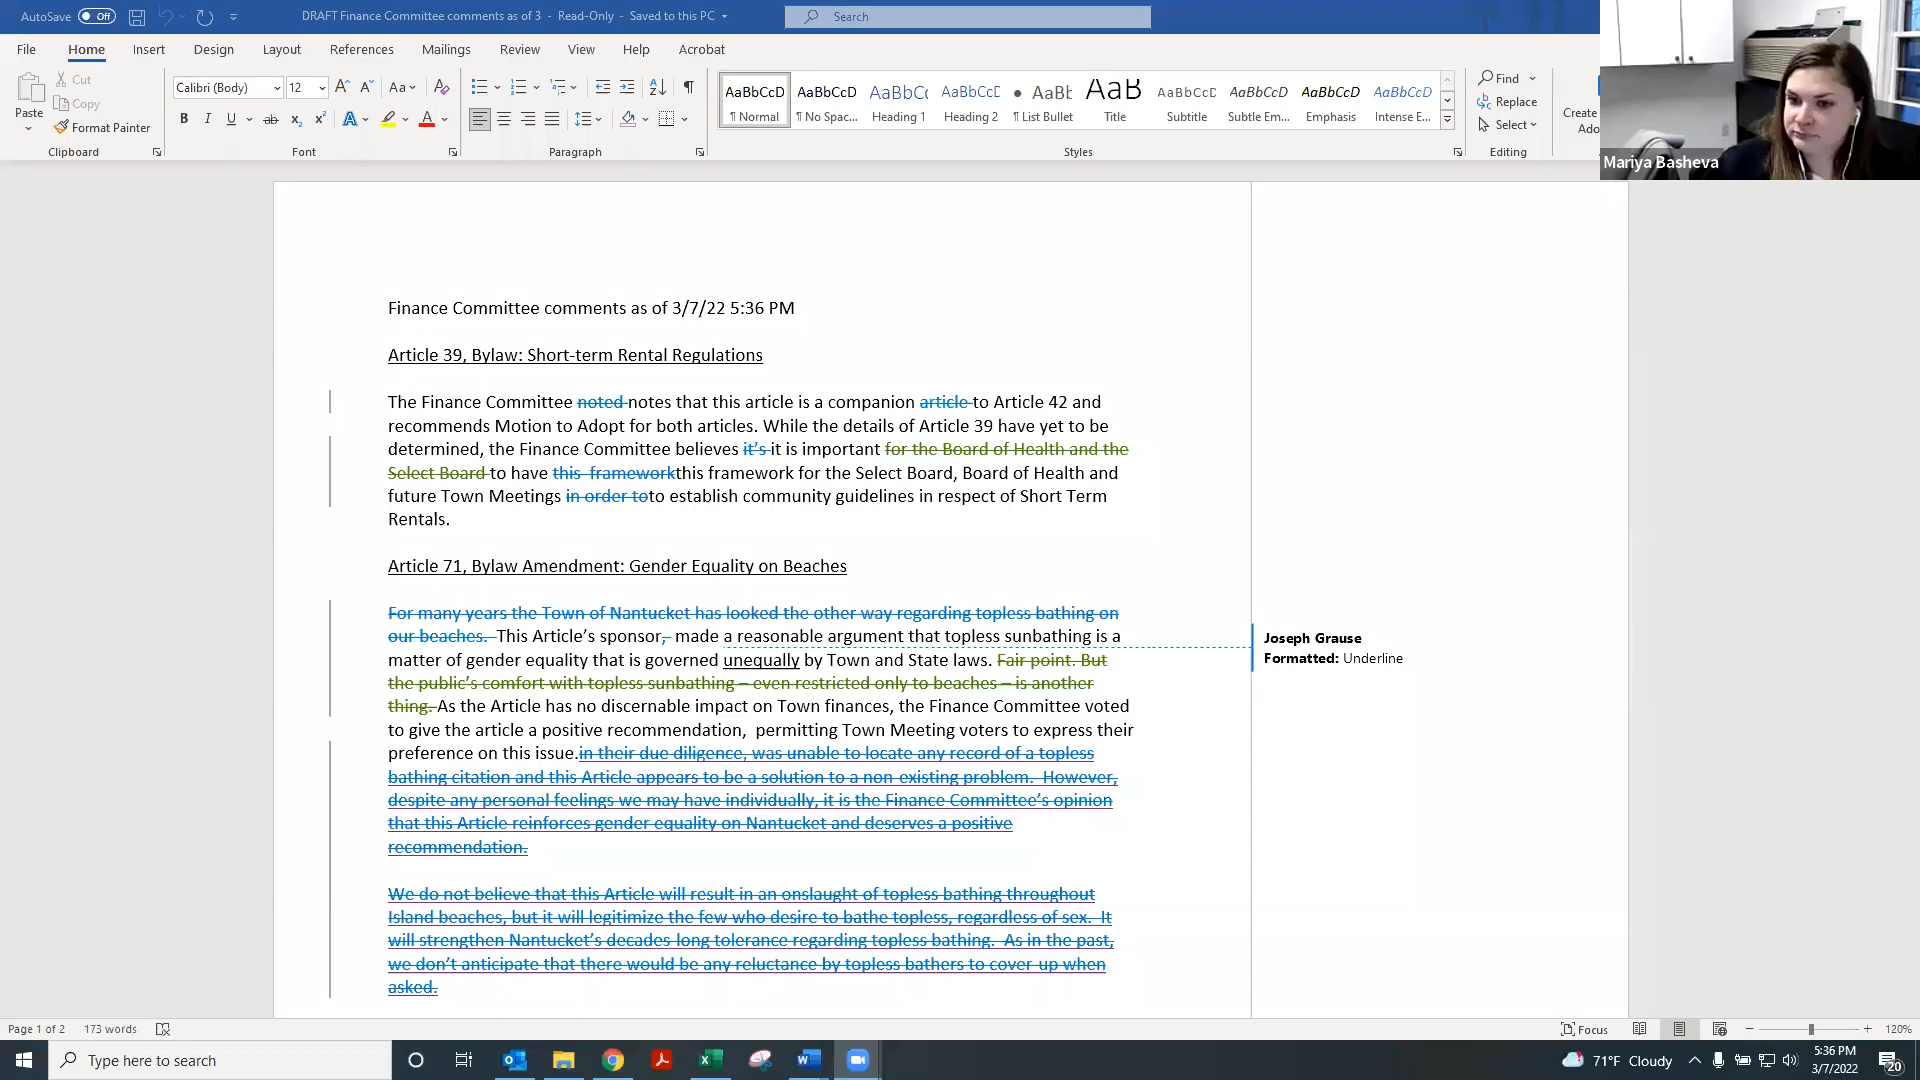 AutoSave Off DRAFT Finance Committee comments as of 3 - Read-Only - Saved to this PC Search
File Home Insert Design Layout References Mailings Review View Help Acrobat
Paste Cut Copy Format Painter
Calibri (Body) 12 Aa
AaBbCcD AaBbCcD AaBbC AaBbCcD AaBb AaB AaBbCcD AaBbCcD AaBbCcD AaBbCcD
¶ Normal ¶ No Spac... Heading 1 Heading 2 ¶ List Bullet Title Subtitle Subtle Em... Emphasis Intense E...
Find Replace Select
Create
Ado
Clipboard Font Paragraph Styles Editing
Mariya Basheva
Finance Committee comments as of 3/7/22 5:36 PM
Article 39, Bylaw: Short-term Rental Regulations
The Finance Committee noted notes that this article is a companion article to Article 42 and
recommends Motion to Adopt for both articles. While the details of Article 39 have yet to be
determined, the Finance Committee believes it's it is important for the Board of Health and the
Select Board to have this framework this framework for the Select Board, Board of Health and
future Town Meetings in order toto establish community guidelines in respect of Short Term
Rentals.
Article 71, Bylaw Amendment: Gender Equality on Beaches
For many years the Town of Nantucket has looked the other way regarding topless bathing on
our beaches. This Article's sponsor, made a reasonable argument that topless sunbathing is a
matter of gender equality that is governed unequally by Town and State laws. Fair point. But
the public's comfort with topless sunbathing – even restricted only to beaches – is another
thing. As the Article has no discernable impact on Town finances, the Finance Committee voted
to give the article a positive recommendation, permitting Town Meeting voters to express their
preference on this issue.in their due diligence, was unable to locate any record of a topless
bathing citation and this Article appears to be a solution to a non-existing problem. However,
despite any personal feelings we may have individually, it is the Finance Committee's opinion
that this Article reinforces gender equality on Nantucket and deserves a positive
recommendation.
We do not believe that this Article will result in an onslaught of topless bathing throughout
Island beaches, but it will legitimize the few who desire to bathe topless, regardless of sex. It
will strengthen Nantucket's decades-long tolerance regarding topless bathing. As in the past,
we don't anticipate that there would be any reluctance by topless bathers to cover-up when
asked.
Joseph Grause
Formatted: Underline
Page 1 of 2 173 words Focus 120%
Type here to search 71°F Cloudy 5:36 PM
3/7/2022 20